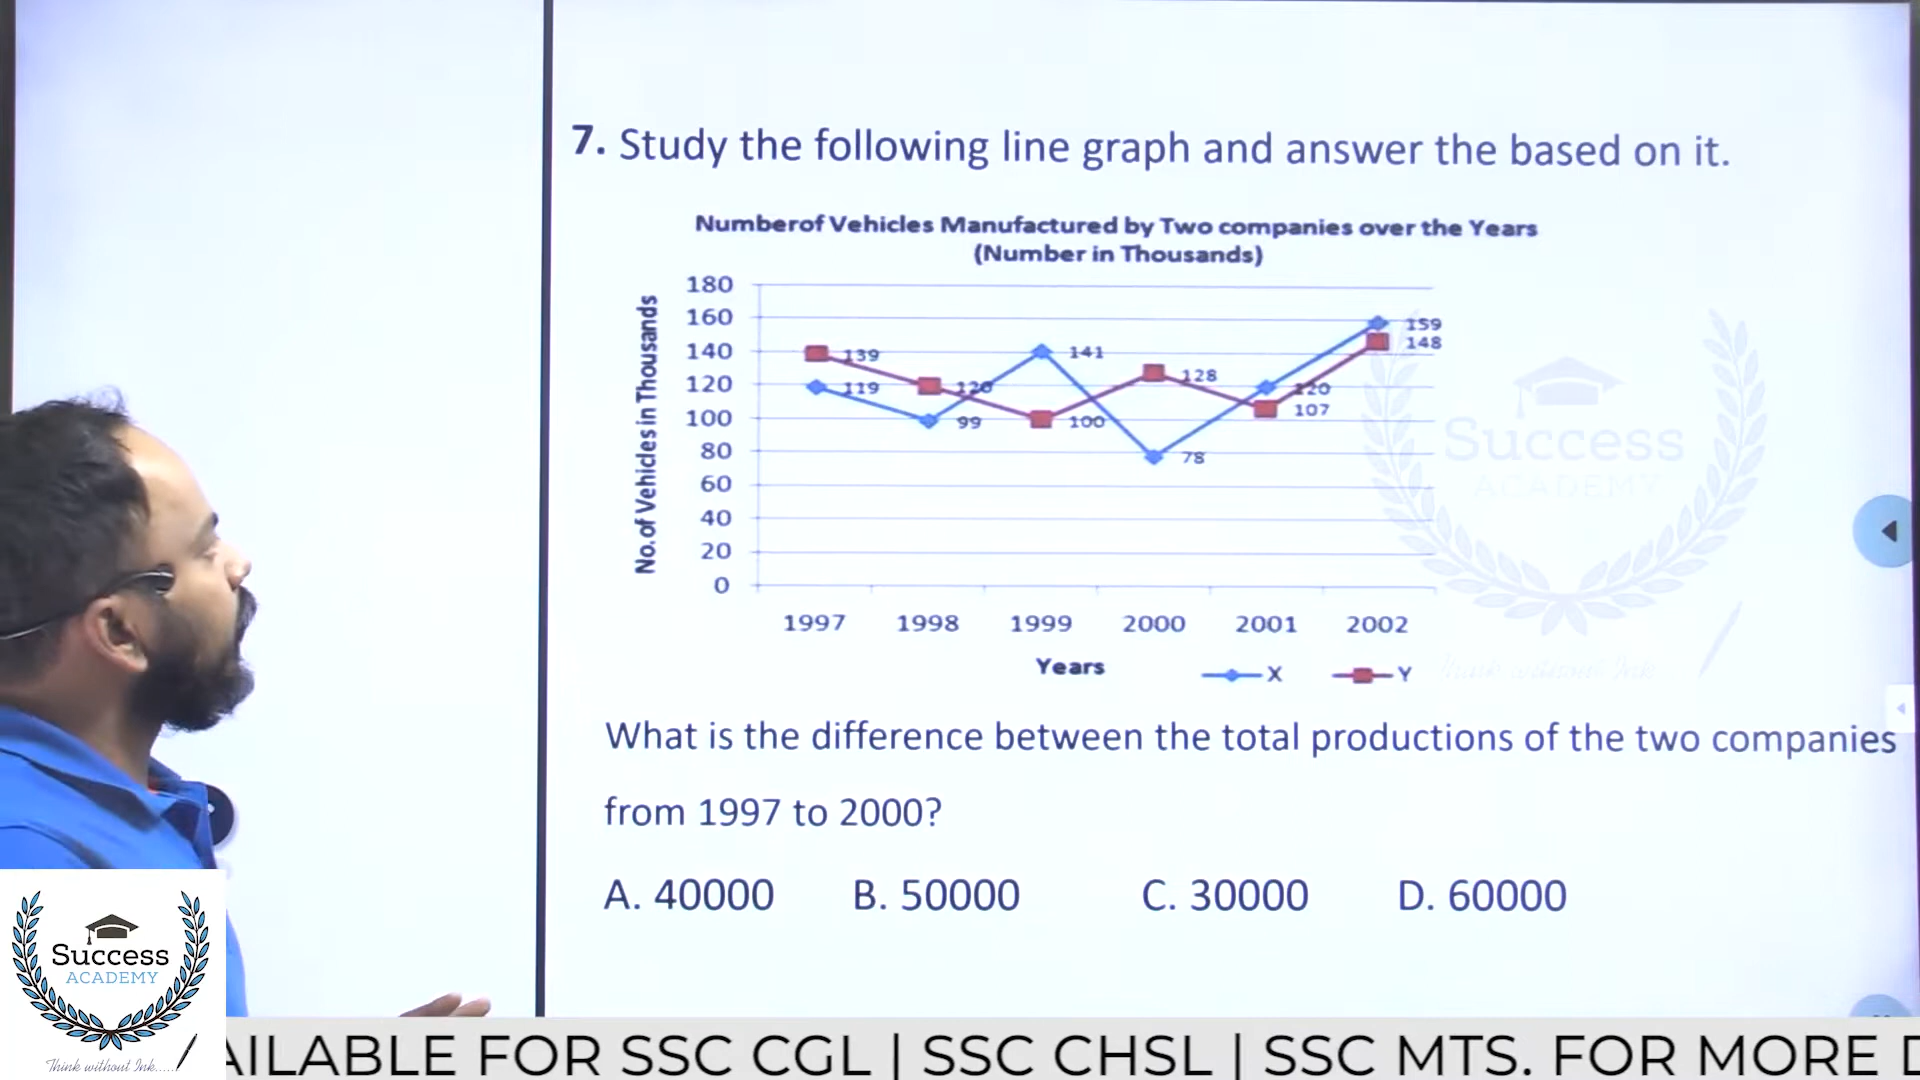 7. Study the following line graph and answer the based on it.
Numberof Vehicles Manufactured by Two companies over the Years
(Number in Thousands)
No.of Vehicles in Thousands
180
160
140
120
100
80
60
40
20
0
139
119
120
99
141
100
128
78
120
107
159
148
1997 1998 1999 2000 2001 2002
Years
X
Y
Success
ACADEMY
Think without Ink
What is the difference between the total productions of the two companies
from 1997 to 2000?
A. 40000 B. 50000 C. 30000 D. 60000
Success
ACADEMY
Think without Ink.....
AILABLE FOR SSC CGL | SSC CHSL | SSC MTS. FOR MORE D